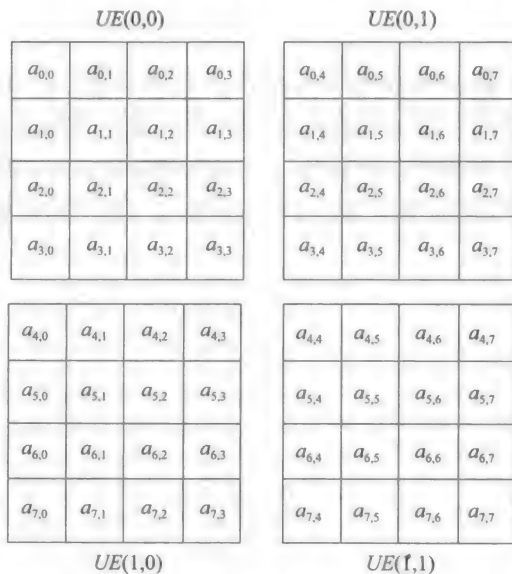 UE(0,0) UE(0,1)
a0,0 a0,1 a0,2 a0,3 a0,4 a0,5 a0,6 a0,7
a1,0 a1,1 a1,2 a1,3 a1,4 a1,5 a1,6 a1,7
a2,0 a2,1 a2,2 a2,3 a2,4 a2,5 a2,6 a2,7
a3,0 a3,1 a3,2 a3,3 a3,4 a3,5 a3,6 a3,7
a4,0 a4,1 a4,2 a4,3 a4,4 a4,5 a4,6 a4,7
a5,0 a5,1 a5,2 a5,3 a5,4 a5,5 a5,6 a5,7
a6,0 a6,1 a6,2 a6,3 a6,4 a6,5 a6,6 a6,7
a7,0 a7,1 a7,2 a7,3 a7,4 a7,5 a7,6 a7,7
UE(1,0) UE(1,1)